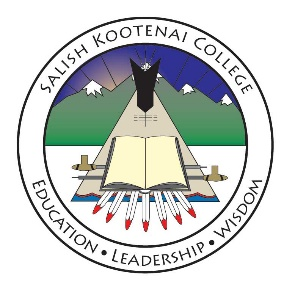 SALISH KOOTENAI COLLEGE
EDUCATION • LEADERSHIP • WISDOM